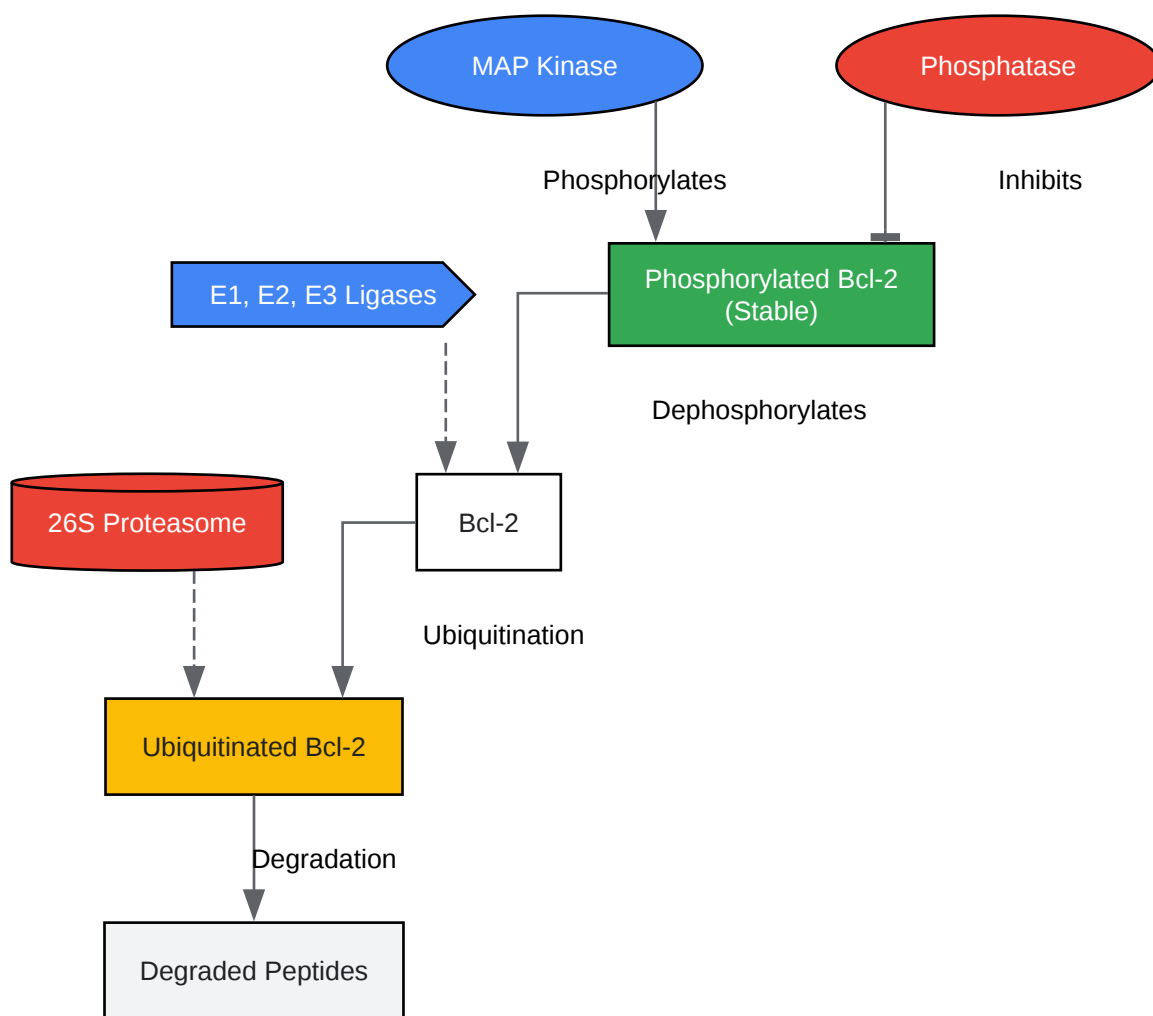 MAP Kinase
Phosphatase
Phosphorylates
Inhibits
E1, E2, E3 Ligases
Phosphorylated Bcl-2
(Stable)
Dephosphorylates
26S Proteasome
Bcl-2
Ubiquitination
Ubiquitinated Bcl-2
Degradation
Degraded Peptides